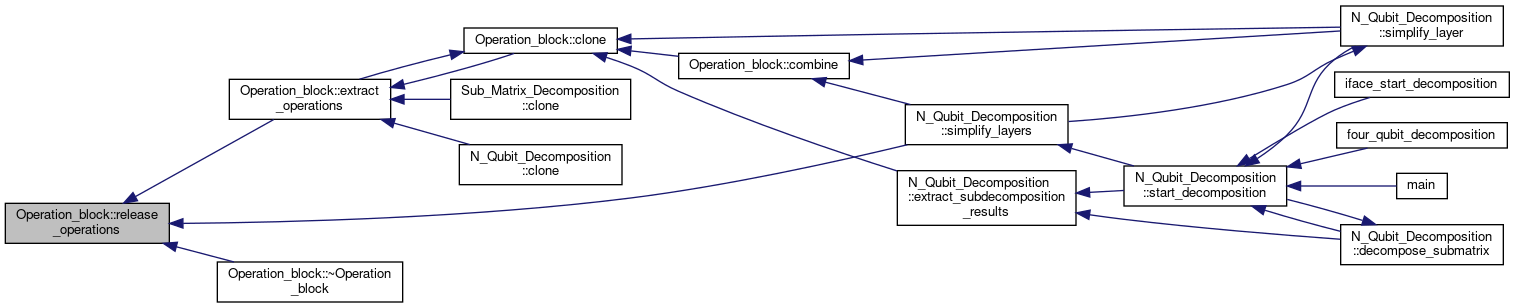 Operation_block::release
_operations
Operation_block::extract
_operations
Operation_block::~Operation
_block
Operation_block::clone
Sub_Matrix_Decomposition
::clone
N_Qubit_Decomposition
::clone
Operation_block::combine
N_Qubit_Decomposition
::simplify_layers
N_Qubit_Decomposition
::extract_subdecomposition
_results
N_Qubit_Decomposition
::start_decomposition
N_Qubit_Decomposition
::simplify_layer
iface_start_decomposition
four_qubit_decomposition
main
N_Qubit_Decomposition
::decompose_submatrix